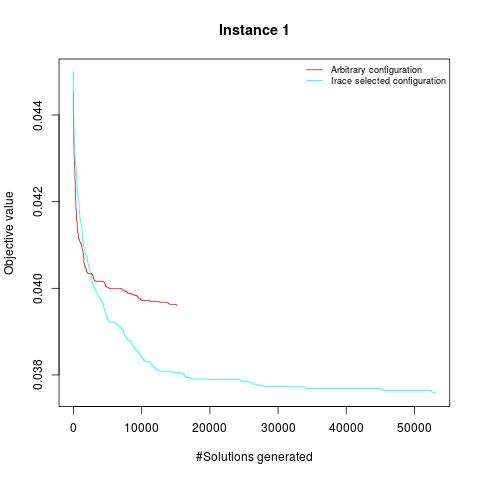 Instance 1
Arbitrary configuration
Irace selected configuration
Objective value
0.044
0.042
0.040
0.038
0 10000 20000 30000 40000 50000
#Solutions generated